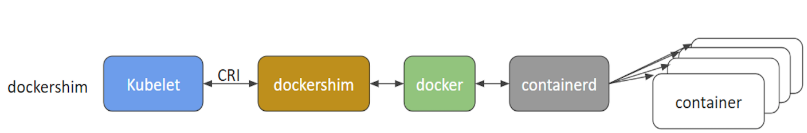 dockershim
Kubelet
CRI
dockershim
docker
containerd
container